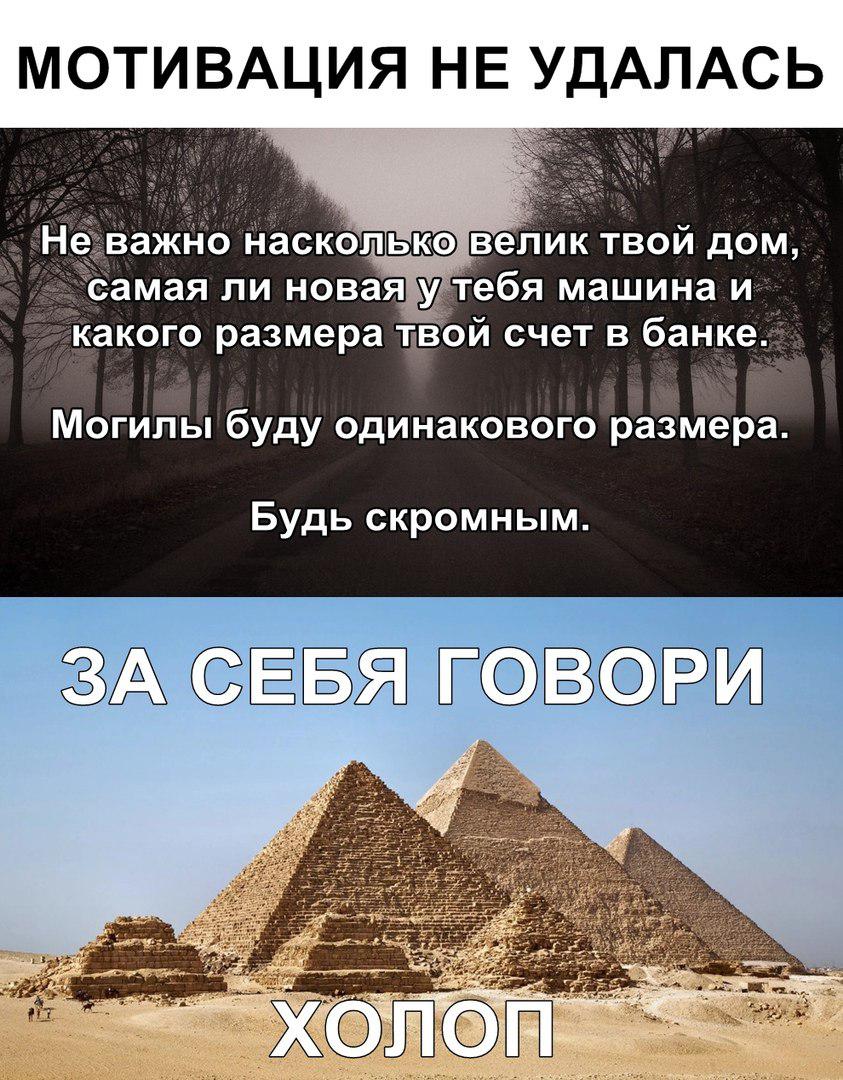 МОТИВАЦИЯ НЕ УДАЛАСЬ
Не важно насколько велик твой дом,
самая ли новая у тебя машина и
какого размера твой счет в банке.
Могилы буду одинакового размера.
Будь скромным.
ЗА СЕБЯ ГОВОРИ
ХОЛОП